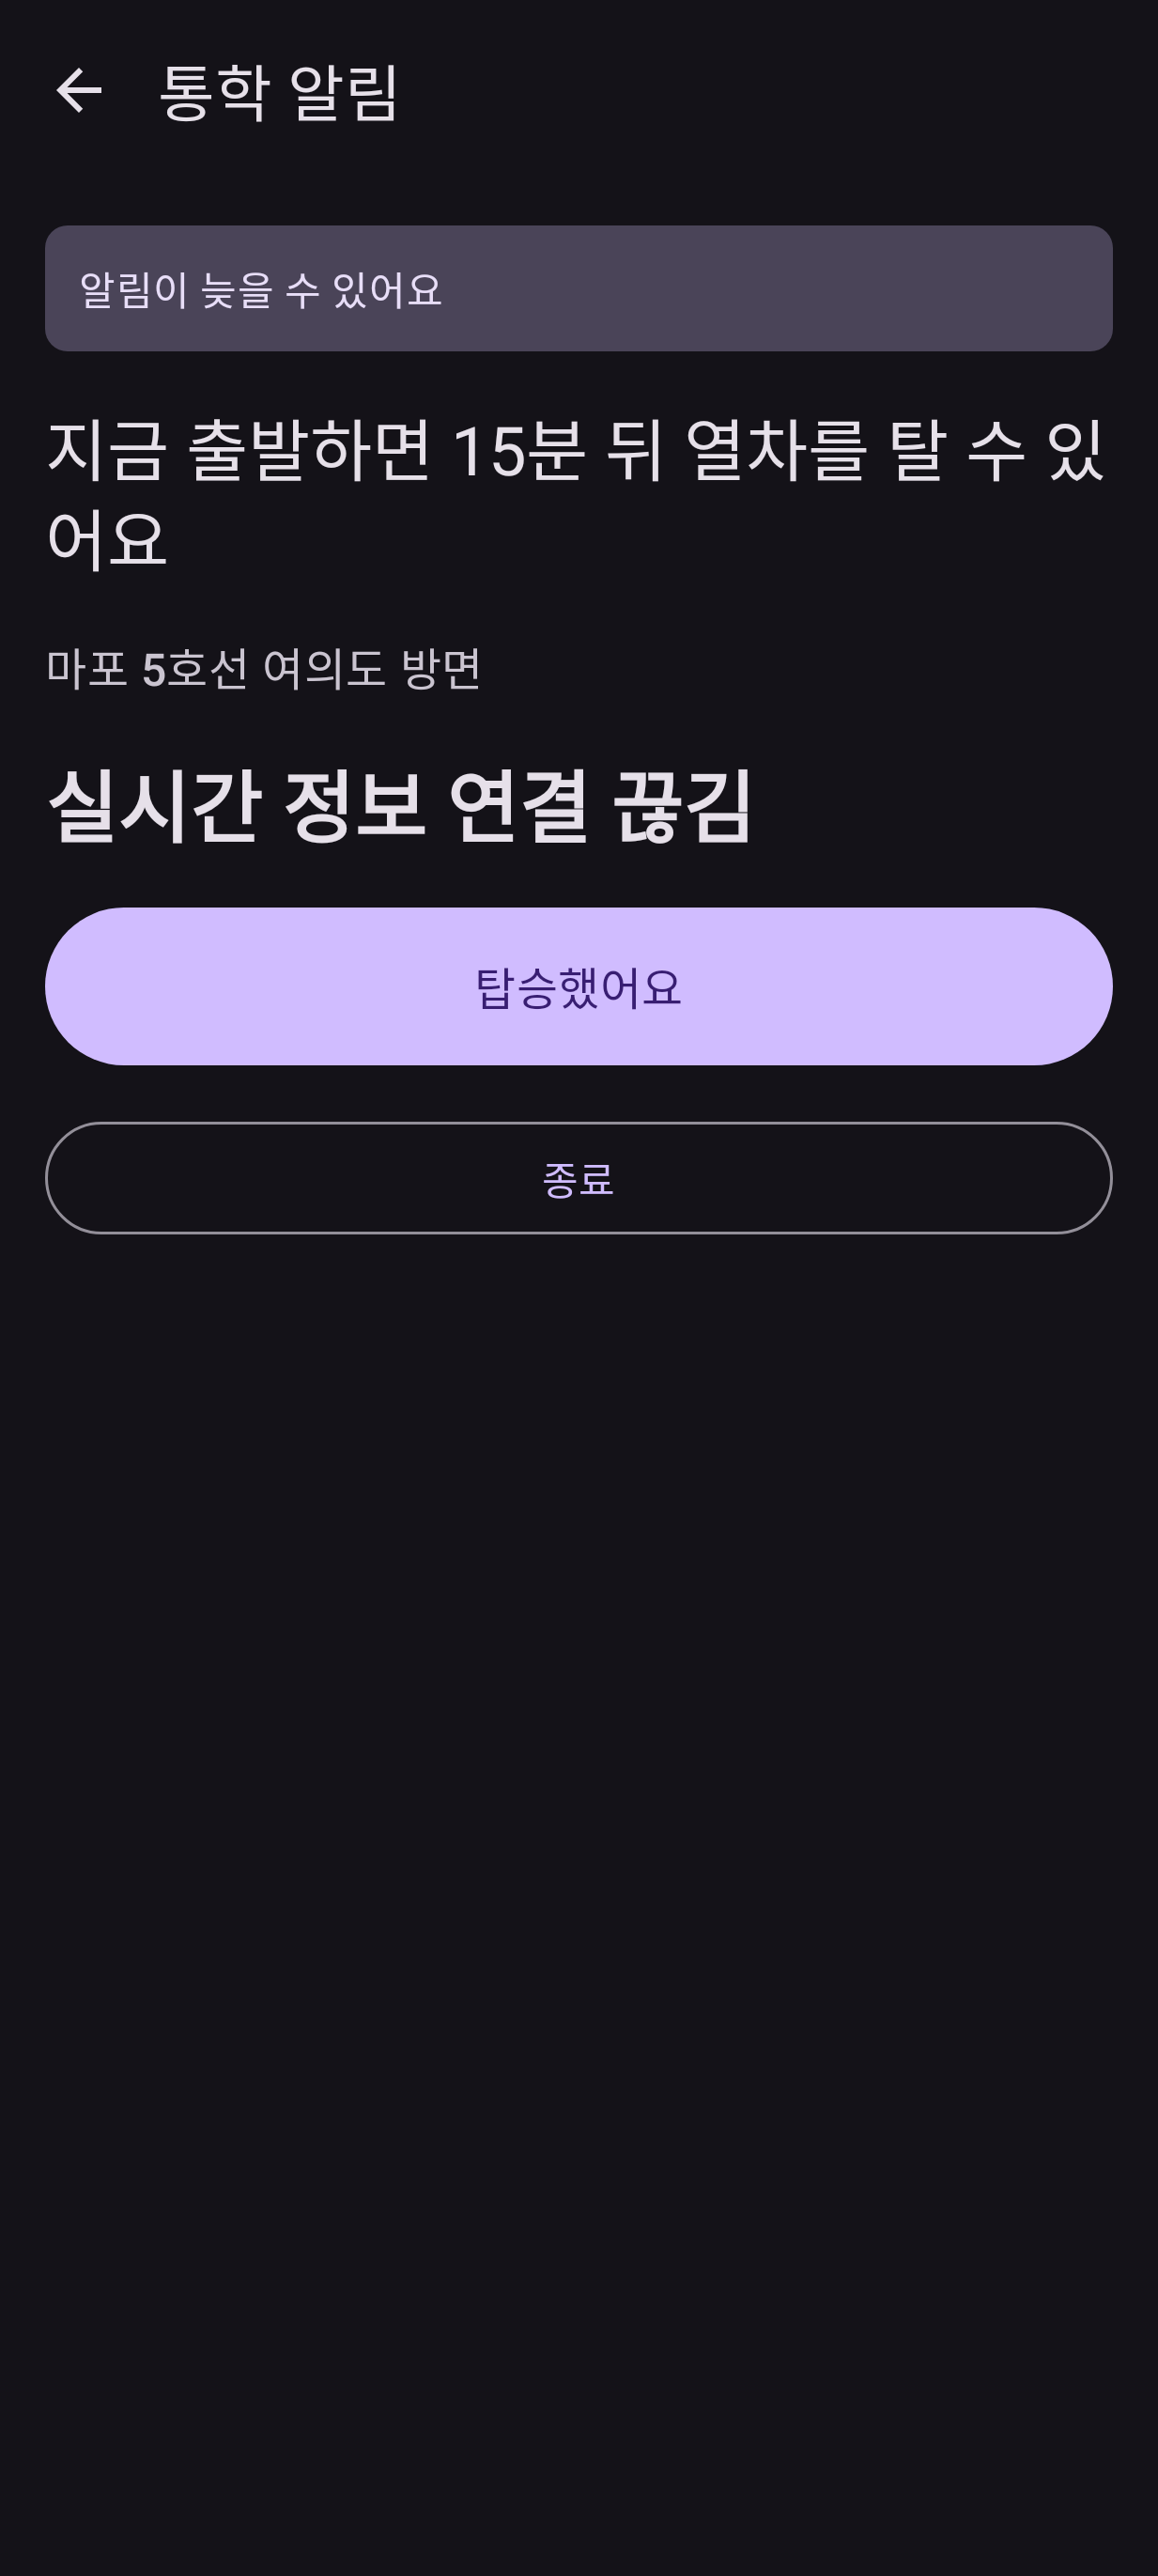 통학 알림
알림이 늦을 수 있어요
지금 출발하면 15분 뒤 열차를 탈 수 있
어요
마포 5호선 여의도 방면
실시간 정보 연결 끊김
탑승했어요
종료